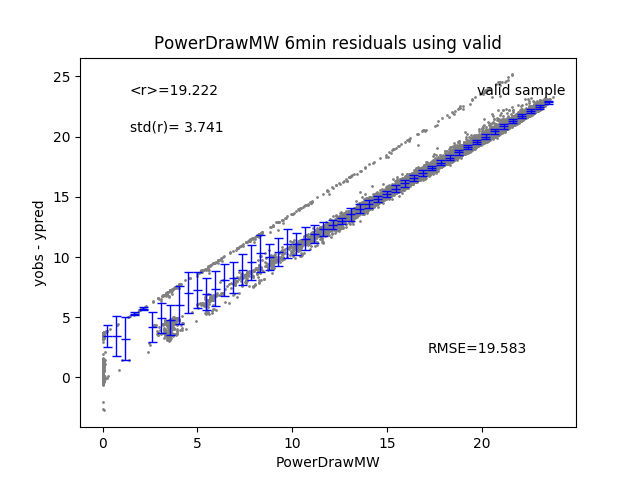 PowerDrawMW 6min residuals using valid
25
<r>=19.222
valid sample
std(r)= 3.741
20
15
yobs - ypred
10
5
RMSE=19.583
0
0 5 10 15 20
PowerDrawMW